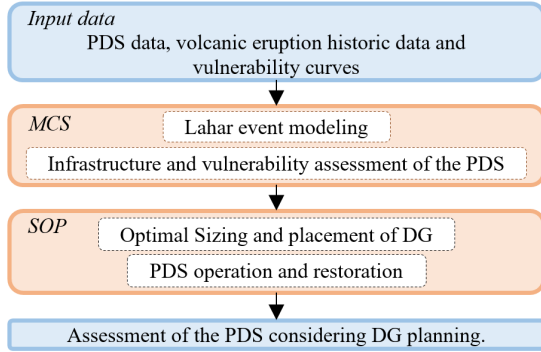 Input data
PDS data, volcanic eruption historic data and
vulnerability curves
MCS
Lahar event modeling
Infrastructure and vulnerability assessment of the PDS
SOP
Optimal Sizing and placement of DG
PDS operation and restoration
Assessment of the PDS considering DG planning.